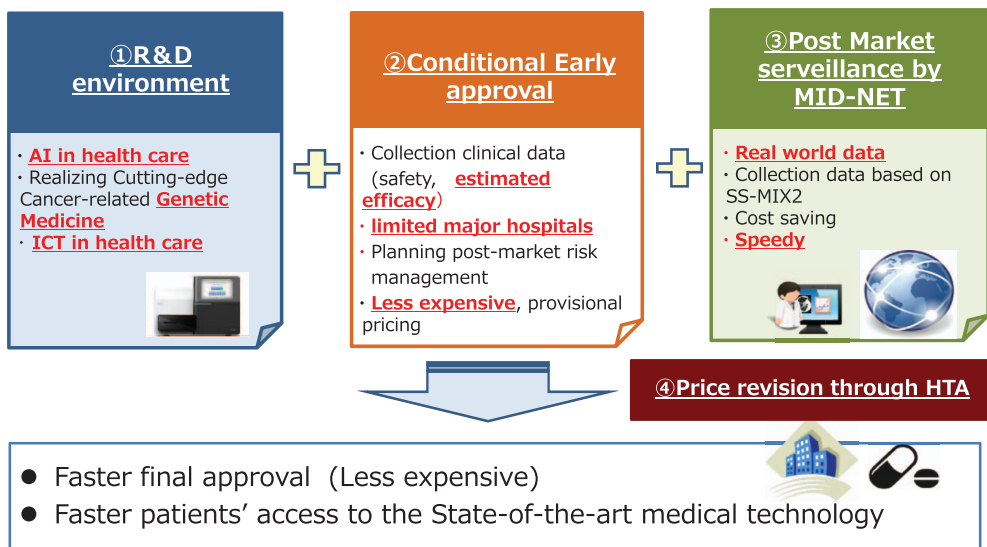 ①R&D
environment
・AI in health care
・Realizing Cutting-edge
Cancer-related Genetic
Medicine
・ICT in health care
②Conditional Early
approval
・Collection clinical data
(safety, estimated
efficacy)
・limited major hospitals
・Planning post-market risk
management
・Less expensive, provisional
pricing
③Post Market
serveillance by
MID-NET
・Real world data
・Collection data based on
SS-MIX2
・Cost saving
・Speedy
④Price revision through HTA
● Faster final approval (Less expensive)
● Faster patients’ access to the State-of-the-art medical technology